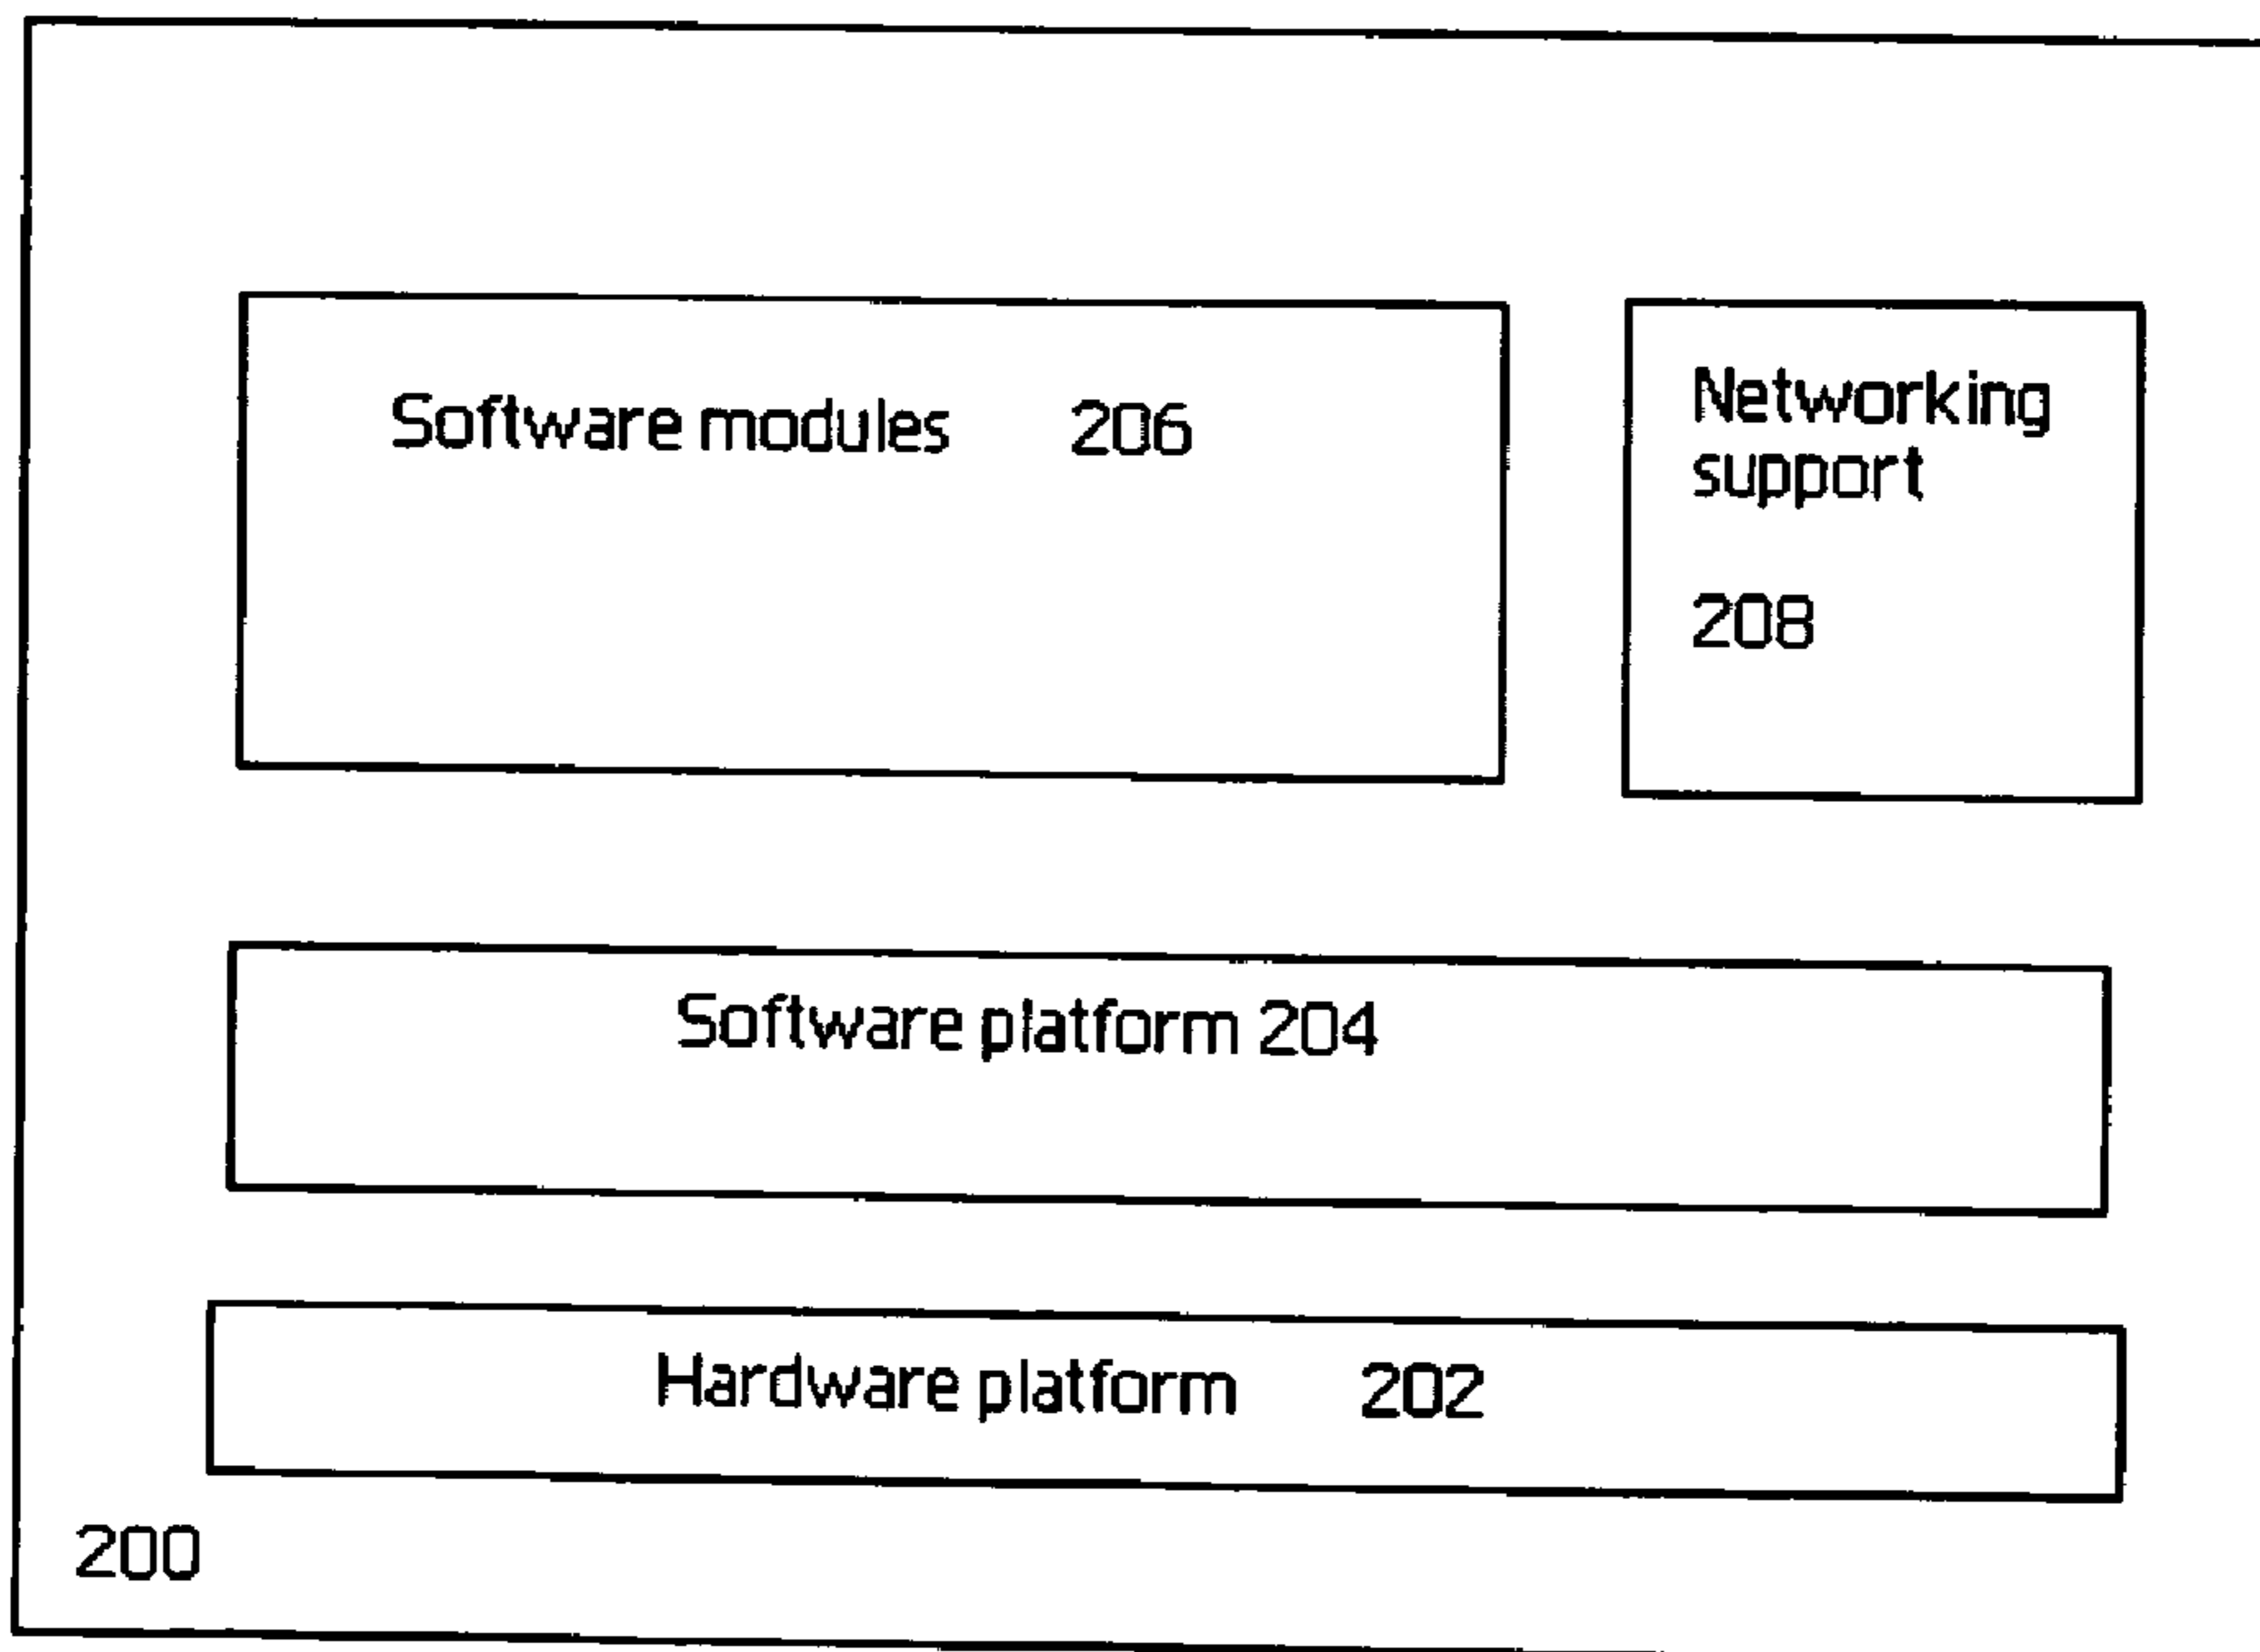 Software modules 206
Networking
support
208
Software platform 204
Hardware platform 202
200